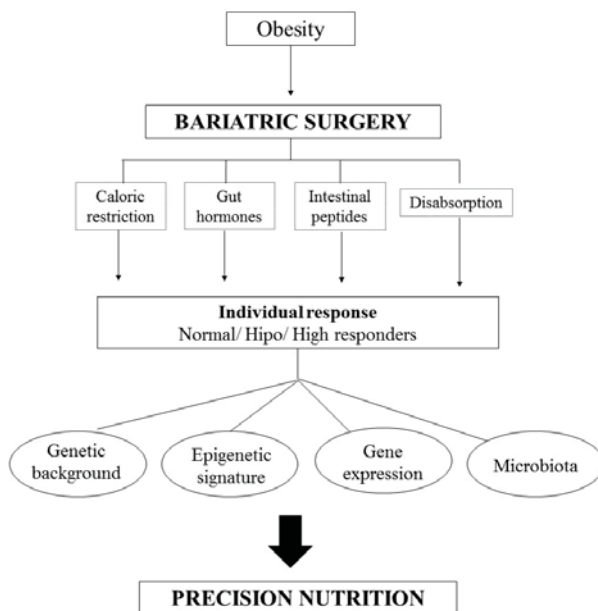 Obesity
BARIATRIC SURGERY
Caloric
restriction
Gut
hormones
Intestinal
peptides
Disabsorption
Individual response
Normal/ Hipo/ High responders
Genetic
background
Epigenetic
signature
Gene
expression
Microbiota
PRECISION NUTRITION